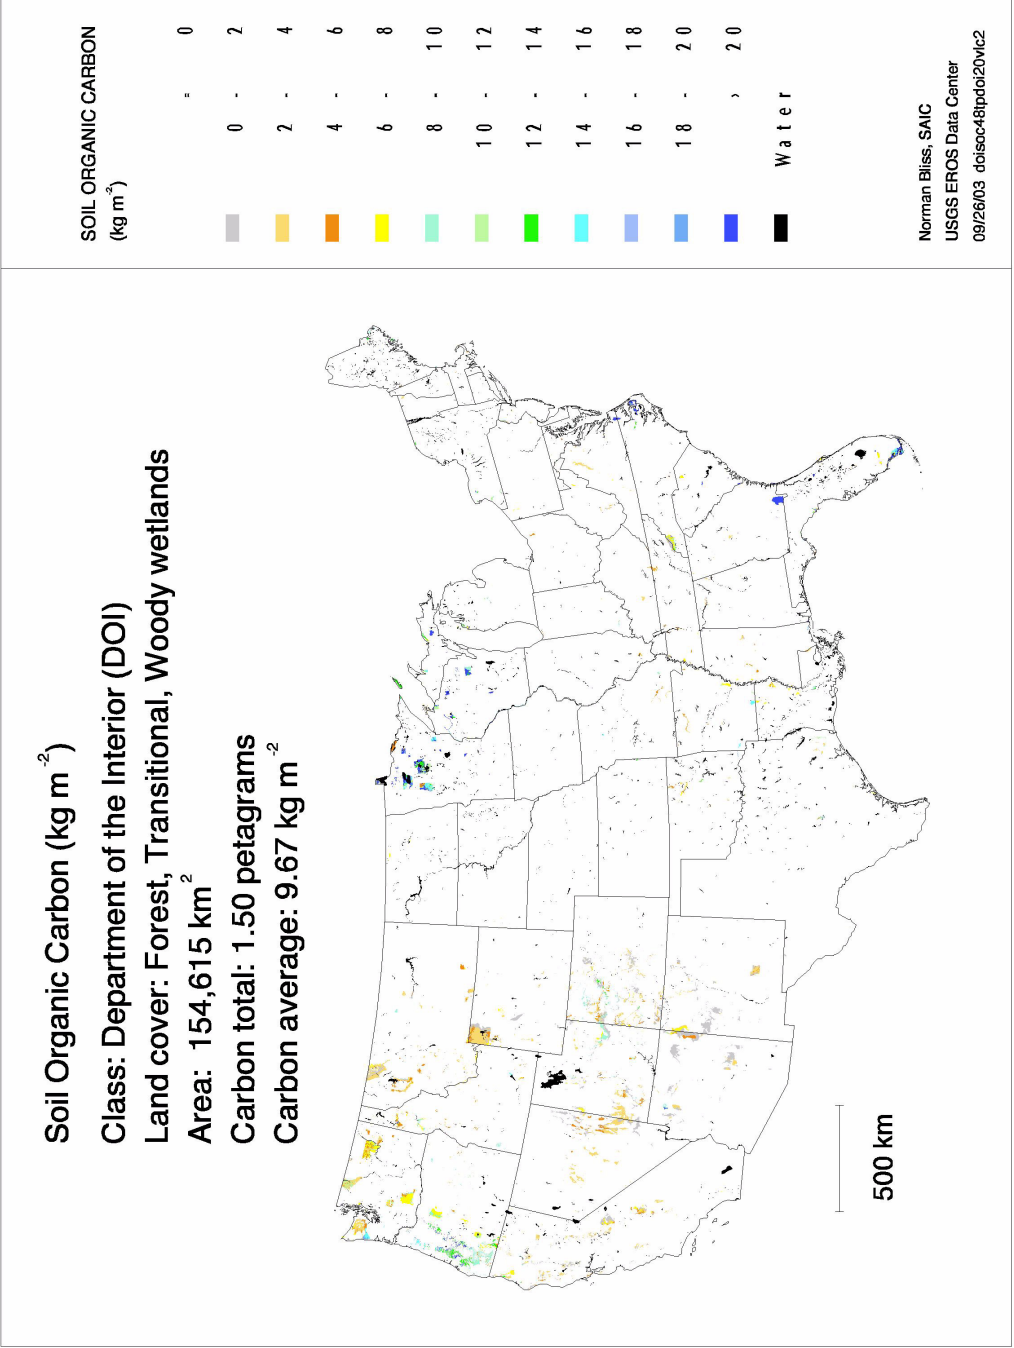 Soil Organic Carbon (kg m-2)
Class: Department of the Interior (DOI)
Land cover: Forest, Transitional, Woody wetlands
Area: 154,615 km2
Carbon total: 1.50 petagrams
Carbon average: 9.67 kg m-2
500 km
SOIL ORGANIC CARBON
(kg m-2)
= 0
0 - 2
2 - 4
4 - 6
6 - 8
8 - 10
10 - 12
12 - 14
14 - 16
16 - 18
18 - 20
> 20
Water
Norman Bliss, SAIC
USGS EROS Data Center
09/26/03 doisoc48tpdoi20vlc2